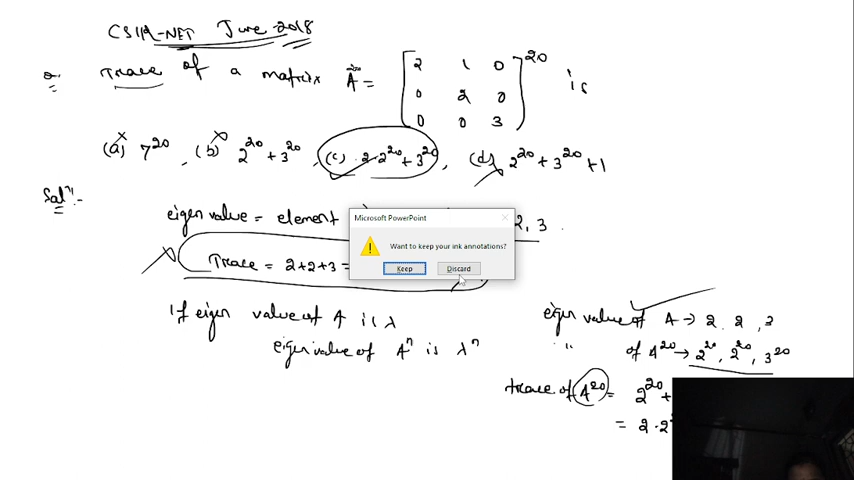 CSIR-NET June-2018
Trace of a matrix A = [2 1 0
0 2 0
0 0 3]^20 is
(a) 7^20, (b) 2^20 + 3^20, (c) 2·2^20 + 3^20, (d) 2^20 + 3^20 + 1
Sol^n:-
eigen value = element 2, 3.
Trace = 2+2+3 =
Microsoft PowerPoint
Want to keep your ink annotations?
Keep Discard
If eigen value of A is λ
eigen value of A^n is λ^n
eigen value of A → 2, 2, 3
of A^20 → 2^20, 2^20, 3^20
trace of A^20 = 2^20 +
= 2·2